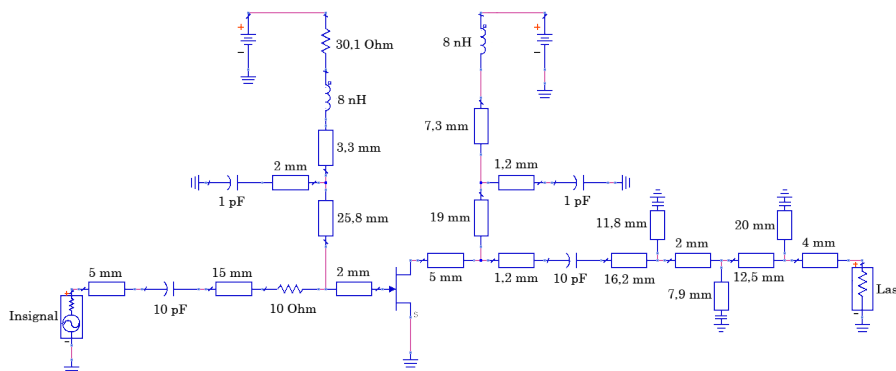 30,1 Ohm
8 nH
8 nH
7,3 mm
3,3 mm
2 mm
1,2 mm
1 pF
1 pF
25,8 mm
19 mm
11,8 mm
20 mm
2 mm
4 mm
5 mm
15 mm
2 mm
5 mm
1,2 mm
10 pF
16,2 mm
12,5 mm
7,9 mm
10 pF
10 Ohm
Insignal
S
Las